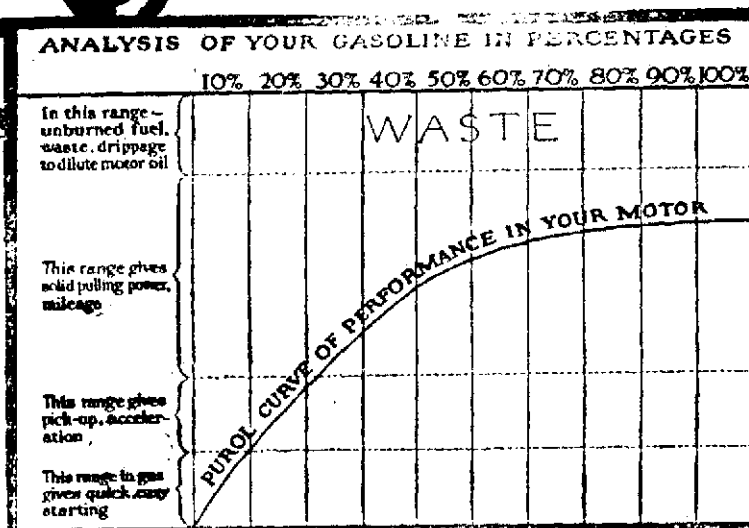 ANALYSIS OF YOUR GASOLINE IN PERCENTAGES
10% 20% 30% 40% 50% 60% 70% 80% 90% 100%
In this range—
unburned fuel,
waste, drippage
to dilute motor oil
WASTE
This range gives
solid pulling power,
mileage
PUROL CURVE OF PERFORMANCE IN YOUR MOTOR
This range gives
pick-up, acceler-
ation
This range in gas
gives quick easy
starting